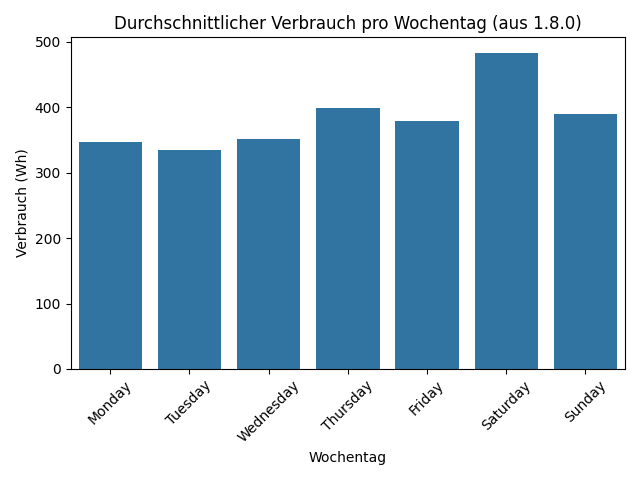 Durchschnittlicher Verbrauch pro Wochentag (aus 1.8.0)
500
400
300
200
100
0
Verbrauch (Wh)
Monday
Tuesday
Wednesday
Thursday
Friday
Saturday
Sunday
Wochentag